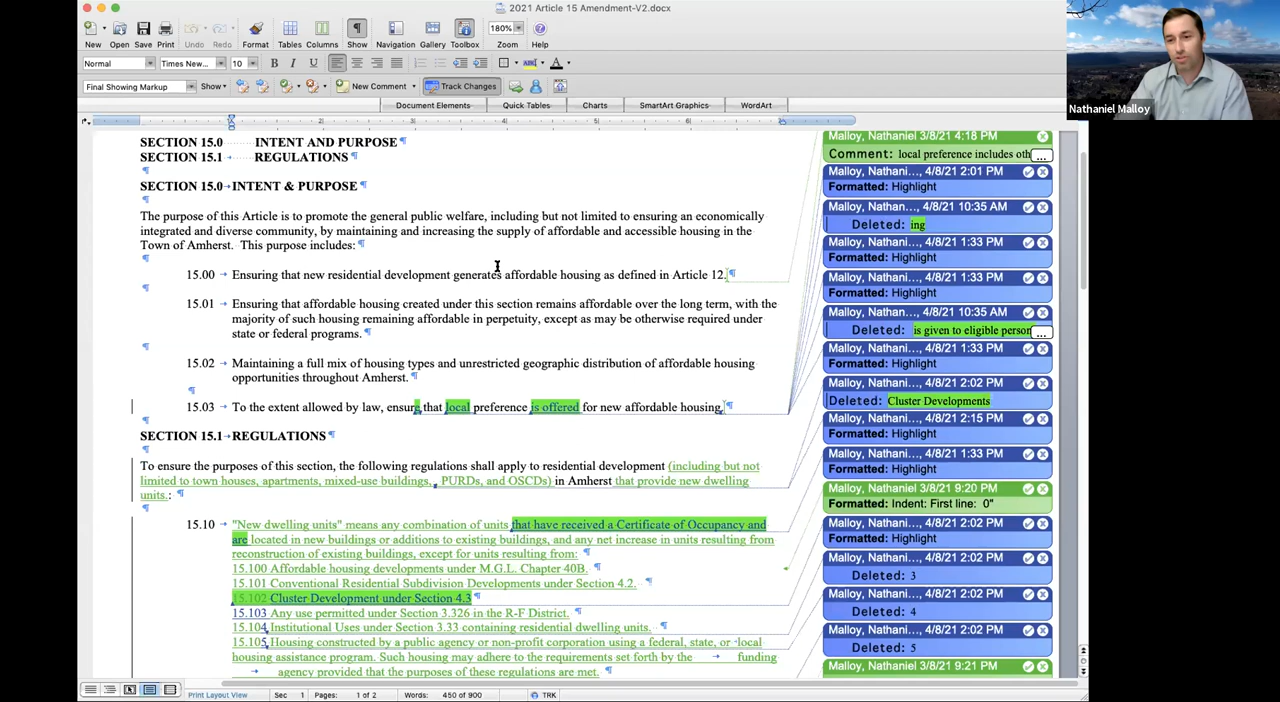 2021 Article 15 Amendment-V2.docx
New Open Save Print Undo Redo Format Tables Columns Show Navigation Gallery Toolbox Zoom Help
180%
Normal Times New... 10 B I U
Final Showing Markup Show New Comment Track Changes
Document Elements Quick Tables Charts SmartArt Graphics WordArt
Nathaniel Malloy
1 2 3 4 5 6
SECTION 15.0 INTENT AND PURPOSE ¶
SECTION 15.1 REGULATIONS ¶
SECTION 15.0 INTENT & PURPOSE ¶
The purpose of this Article is to promote the general public welfare, including but not limited to ensuring an economically
integrated and diverse community, by maintaining and increasing the supply of affordable and accessible housing in the
Town of Amherst. This purpose includes: ¶
15.00 Ensuring that new residential development generates affordable housing as defined in Article 12. ¶
15.01 Ensuring that affordable housing created under this section remains affordable over the long term, with the
majority of such housing remaining affordable in perpetuity, except as may be otherwise required under
state or federal programs. ¶
15.02 Maintaining a full mix of housing types and unrestricted geographic distribution of affordable housing
opportunities throughout Amherst. ¶
15.03 To the extent allowed by law, ensure that local preference is offered for new affordable housing. ¶
SECTION 15.1 REGULATIONS ¶
To ensure the purposes of this section, the following regulations shall apply to residential development (including but not
limited to town houses, apartments, mixed-use buildings, PURDs, and OSCDs) in Amherst that provide new dwelling
units.: ¶
15.10 "New dwelling units" means any combination of units that have received a Certificate of Occupancy and
are located in new buildings or additions to existing buildings, and any net increase in units resulting from
reconstruction of existing buildings, except for units resulting from: ¶
15.100 Affordable housing developments under M.G.L. Chapter 40B. ¶
15.101 Conventional Residential Subdivision Developments under Section 4.2. ¶
15.102 Cluster Development under Section 4.3 ¶
15.103 Any use permitted under Section 3.326 in the R-F District. ¶
15.104 Institutional Uses under Section 3.33 containing residential dwelling units. ¶
15.105 Housing constructed by a public agency or non-profit corporation using a federal, state, or local
housing assistance program. Such housing may adhere to the requirements set forth by the funding
agency provided that the purposes of these regulations are met. ¶
Malloy, Nathaniel 3/8/21 4:18 PM
Comment: local preference includes oth ...
Malloy, Nathani..., 4/8/21 2:01 PM
Formatted: Highlight
Malloy, Nathani..., 4/8/21 10:35 AM
Deleted: ing
Malloy, Nathani..., 4/8/21 1:33 PM
Formatted: Highlight
Malloy, Nathani..., 4/8/21 1:33 PM
Formatted: Highlight
Malloy, Nathani..., 4/8/21 10:35 AM
Deleted: is given to eligible person ...
Malloy, Nathani..., 4/8/21 1:33 PM
Formatted: Highlight
Malloy, Nathani..., 4/8/21 2:02 PM
Deleted: Cluster Developments
Malloy, Nathani..., 4/8/21 2:15 PM
Formatted: Highlight
Malloy, Nathani..., 4/8/21 1:33 PM
Formatted: Highlight
Malloy, Nathaniel 3/8/21 9:20 PM
Formatted: Indent: First line: 0"
Malloy, Nathani..., 4/8/21 2:02 PM
Formatted: Highlight
Malloy, Nathani..., 4/8/21 2:02 PM
Deleted: 3
Malloy, Nathani..., 4/8/21 2:02 PM
Deleted: 4
Malloy, Nathani..., 4/8/21 2:02 PM
Deleted: 5
Malloy, Nathaniel 3/8/21 9:21 PM
Print Layout View Sec 1 Pages: 1 of 2 Words: 450 of 900 TRK